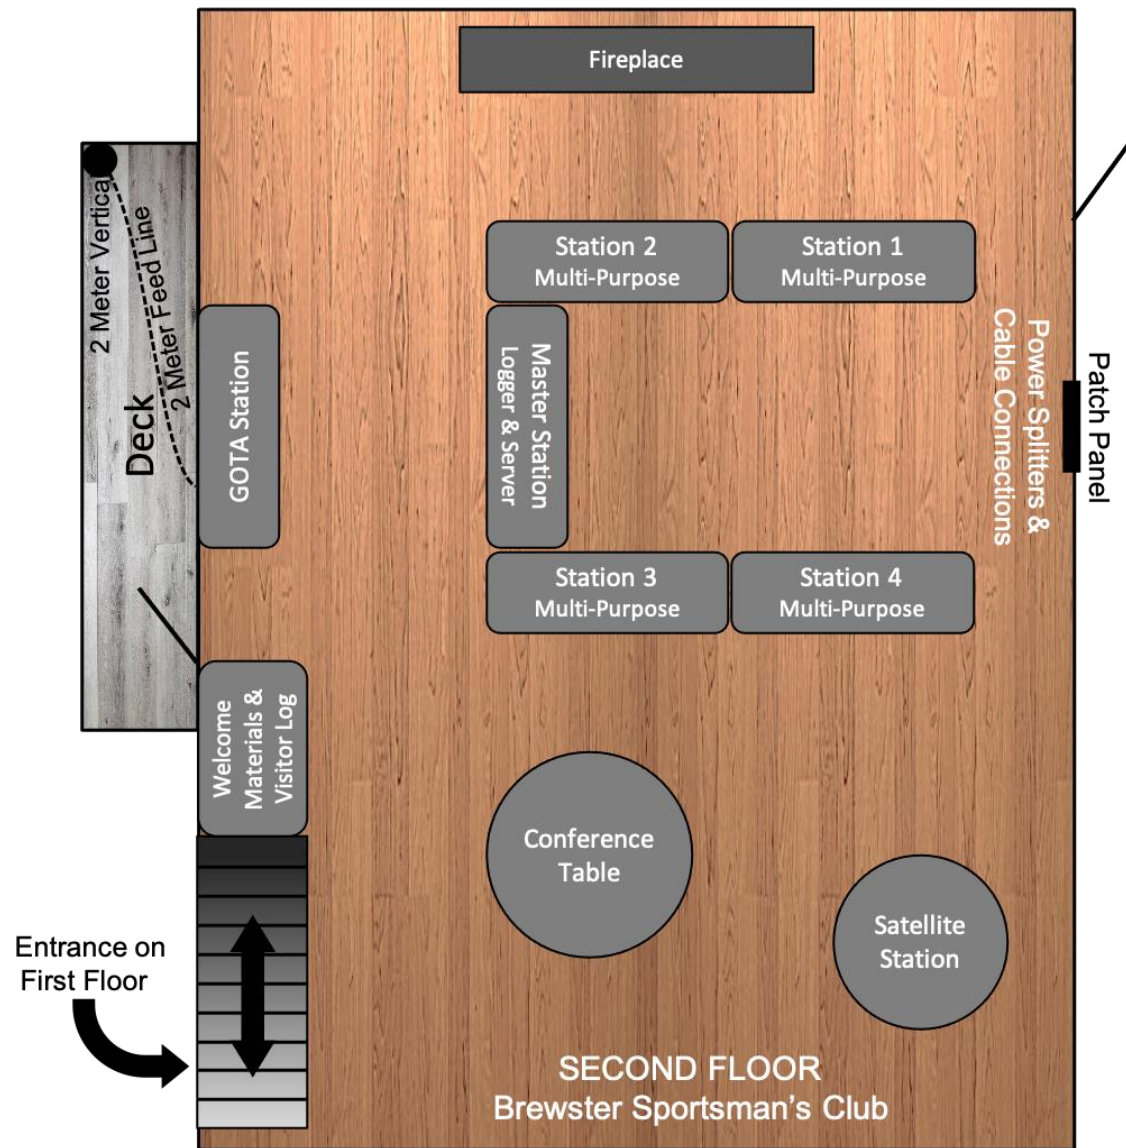 Fireplace
2 Meter Vertical
2 Meter Feed Line
Deck
Station 2
Multi-Purpose
Station 1
Multi-Purpose
GOTA Station
Master Station
Logger & Server
Power Splitters &
Cable Connections
Patch Panel
Station 3
Multi-Purpose
Station 4
Multi-Purpose
Welcome
Materials &
Visitor Log
Conference
Table
Satellite
Station
Entrance on
First Floor
SECOND FLOOR
Brewster Sportsman's Club